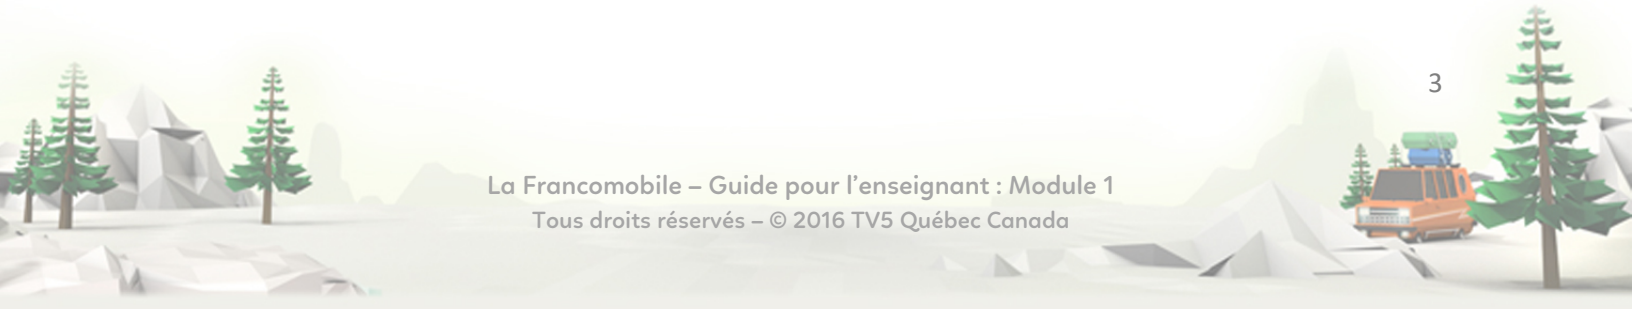 3
La Francomobile – Guide pour l’enseignant : Module 1
Tous droits réservés – © 2016 TV5 Québec Canada